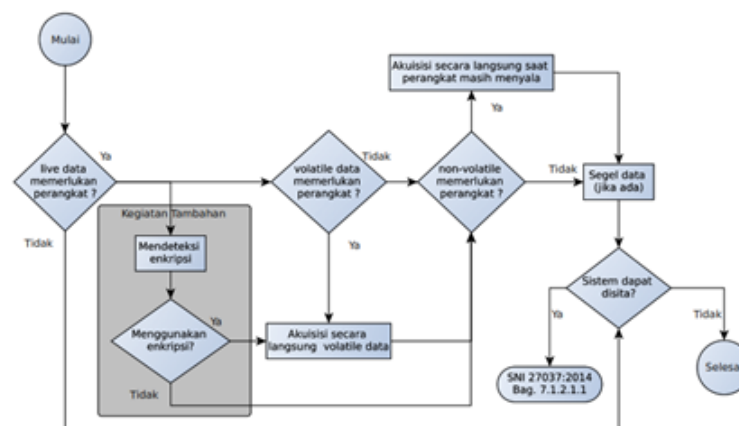 Mulai
Akuisisi secara langsung saat
perangkat masih menyala
Ya
Ya
live data
memerlukan
perangkat ?
volatile data
memerlukan
perangkat ?
Tidak
non-volatile
memerlukan
perangkat ?
Tidak
Segel data
(jika ada)
Kegiatan Tambahan
Tidak
Mendeteksi
enkripsi
Ya
Sistem dapat
disita?
Menggunakan
enkripsi?
Ya
Akuisisi secara
langsung volatile data
Ya
Tidak
Tidak
SNI 27037:2014
Bag. 7.1.2.1.1
Selesa